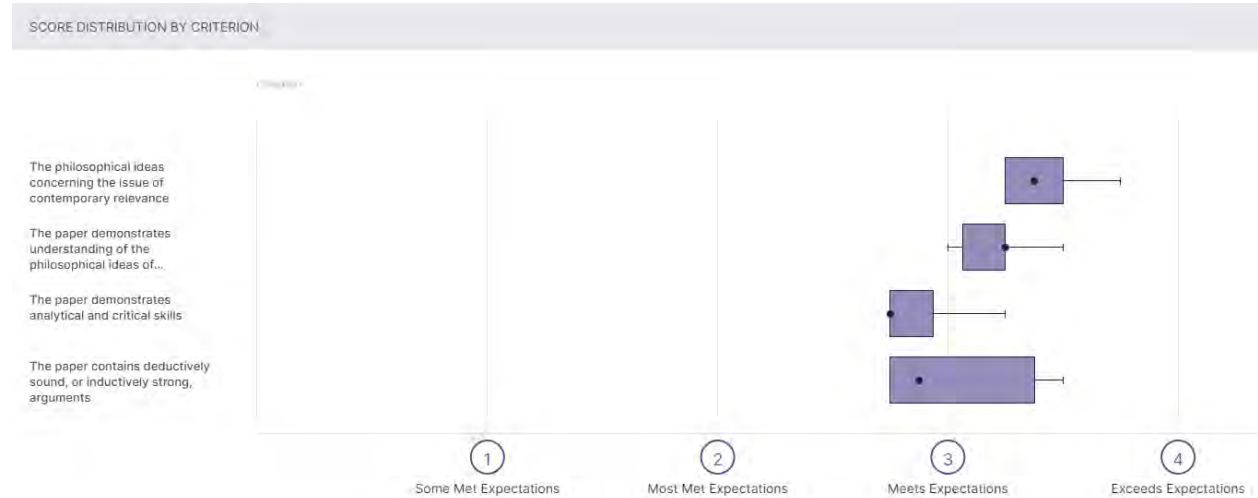 SCORE DISTRIBUTION BY CRITERION
The philosophical ideas
concerning the issue of
contemporary relevance
The paper demonstrates
understanding of the
philosophical ideas of...
The paper demonstrates
analytical and critical skills
The paper contains deductively
sound, or inductively strong,
arguments
1
2
3
4
Some Met Expectations
Most Met Expectations
Meets Expectations
Exceeds Expectations